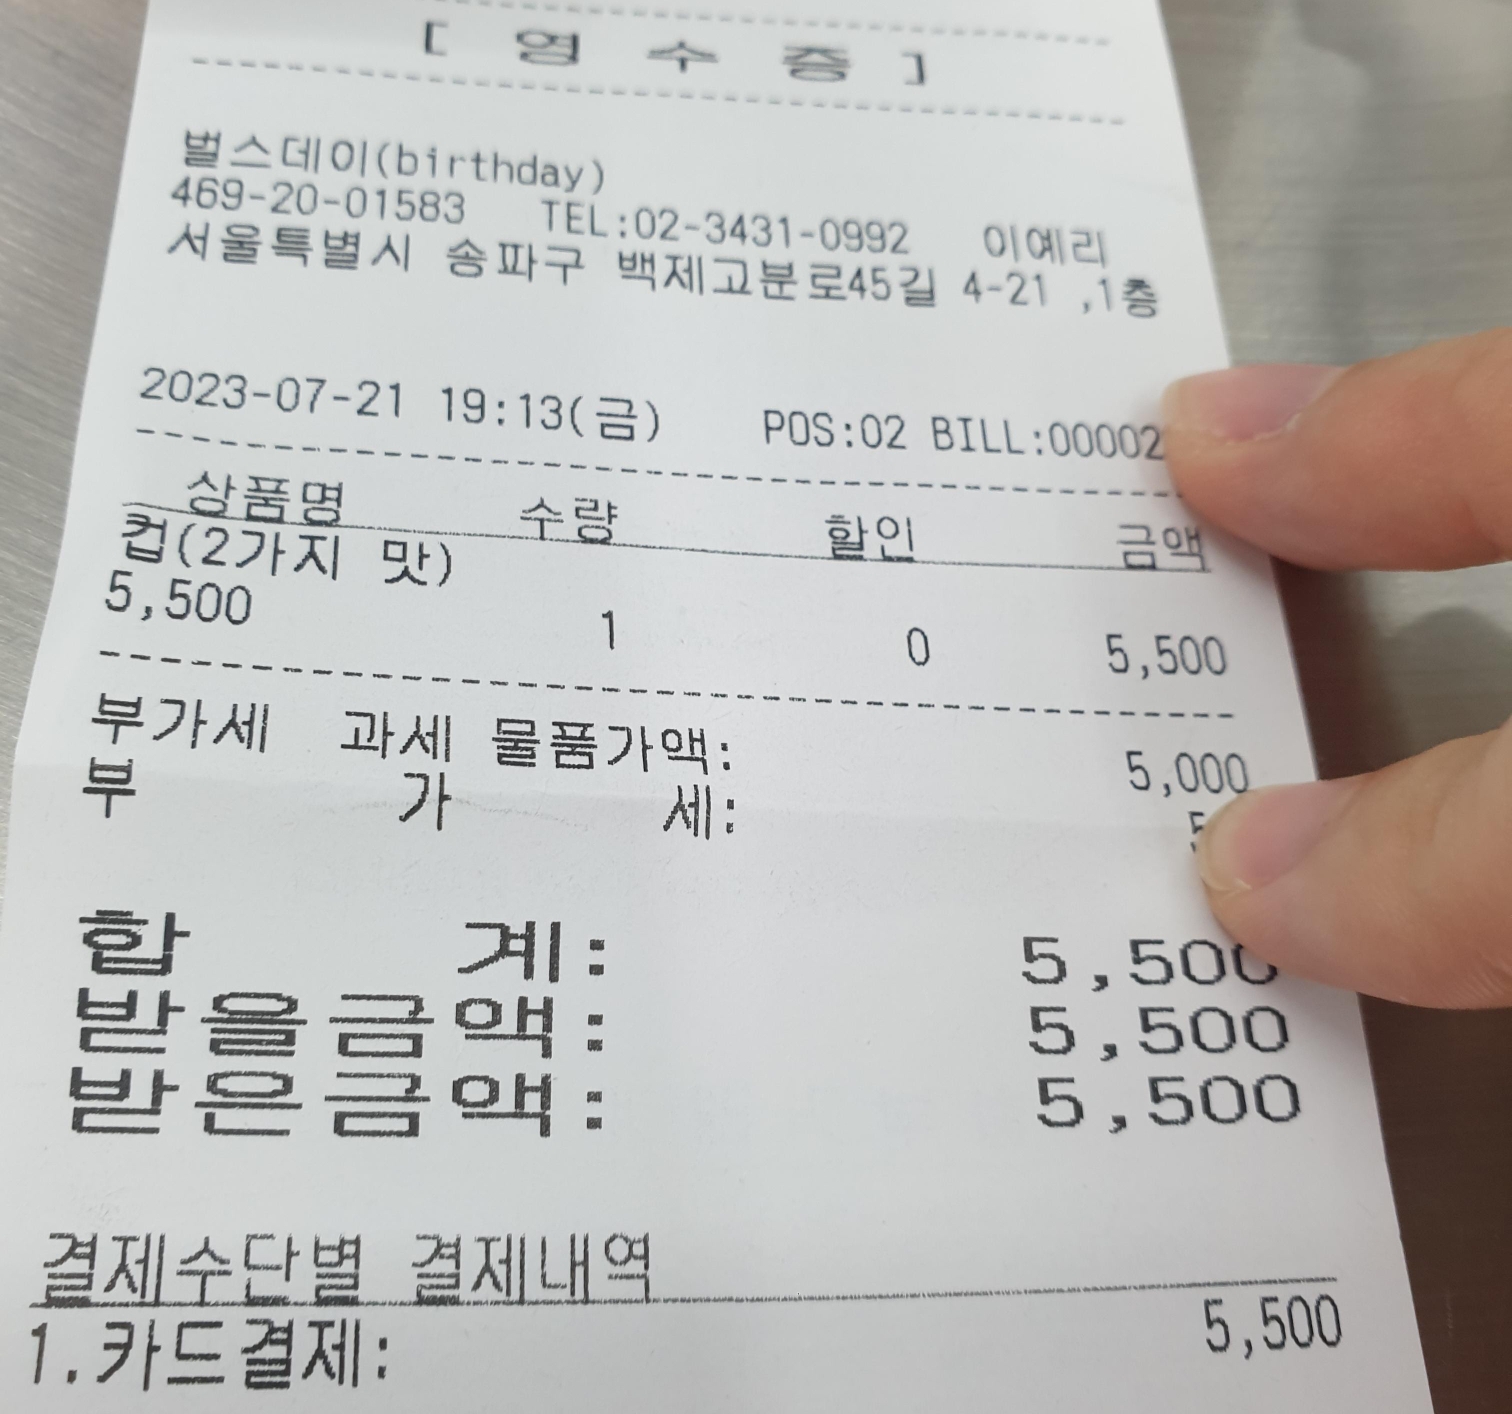 [ 영 수 증 ]
벌스데이(birthday)
469-20-01583 TEL:02-3431-0992 이예리
서울특별시 송파구 백제고분로45길 4-21 ,1층
2023-07-21 19:13(금) POS:02 BILL:00002
상품명 수량 할인 금액
컵(2가지 맛)
5,500 1 0 5,500
부가세 과세 물품가액: 5,000
부 가 세:
합 계: 5,500
받을금액: 5,500
받은금액: 5,500
결제수단별 결제내역
1.카드결제: 5,500